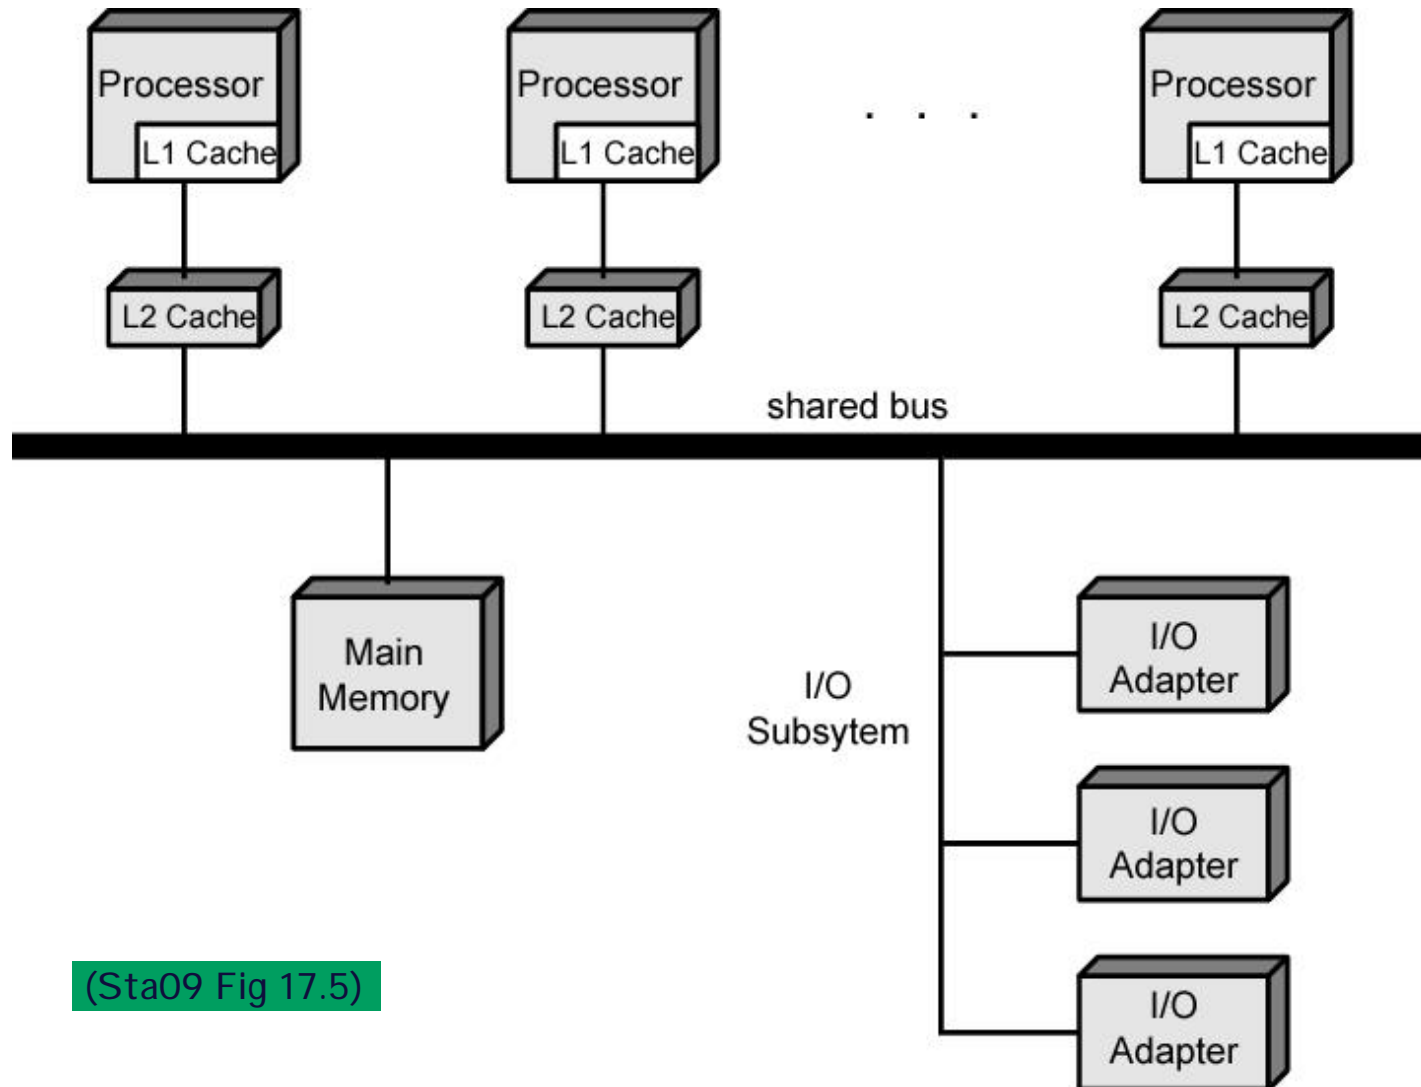 Processor
L1 Cache
Processor
L1 Cache
. . .
Processor
L1 Cache
L2 Cache
L2 Cache
L2 Cache
shared bus
Main
Memory
I/O
Subsytem
I/O
Adapter
I/O
Adapter
I/O
Adapter
(Sta09 Fig 17.5)